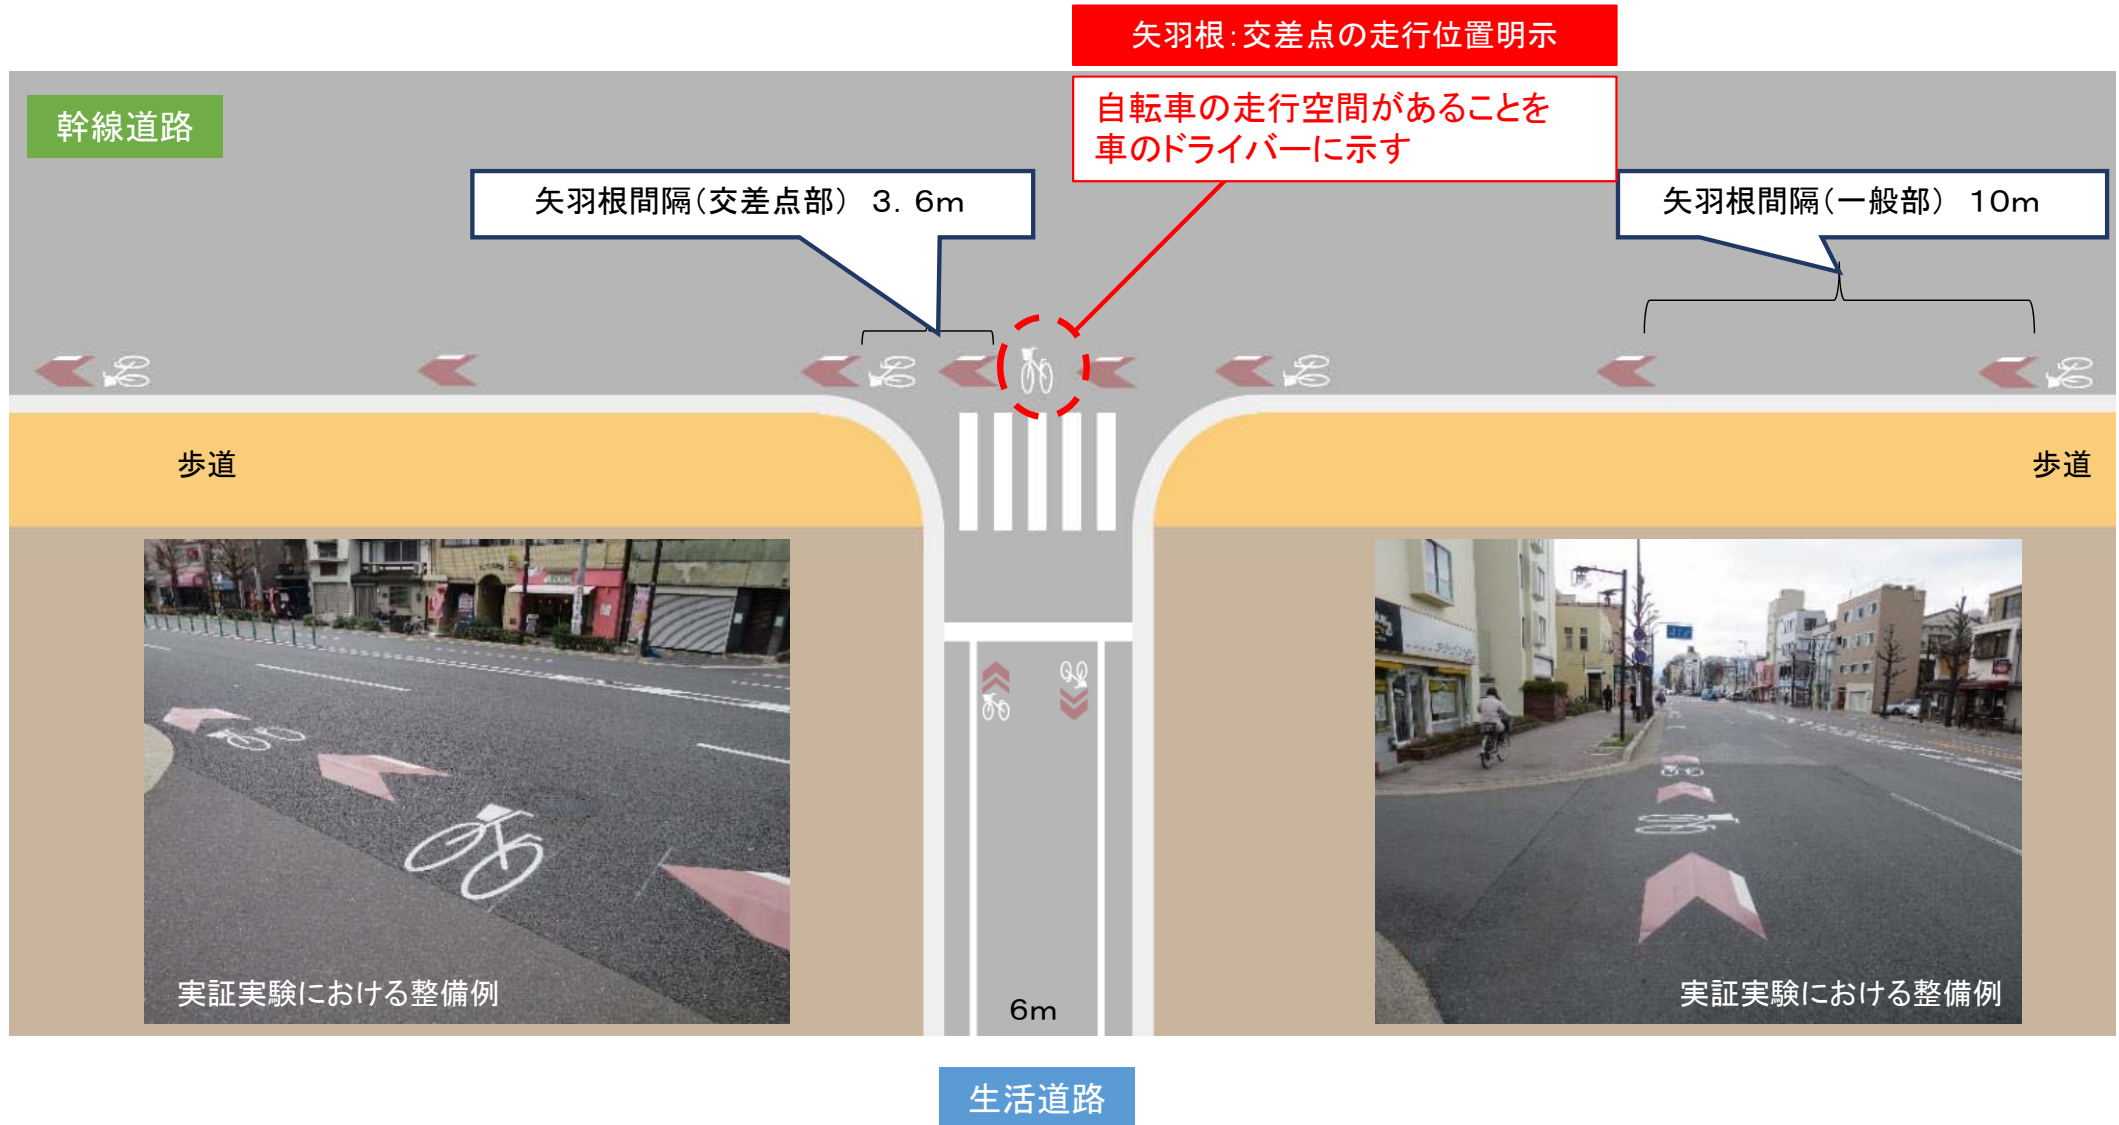 矢羽根：交差点の走行位置明示
自転車の走行空間があることを
車のドライバーに示す
幹線道路
矢羽根間隔（交差点部） ３．６ｍ
矢羽根間隔（一般部） １０ｍ
歩道
歩道
実証実験における整備例
実証実験における整備例
６ｍ
生活道路